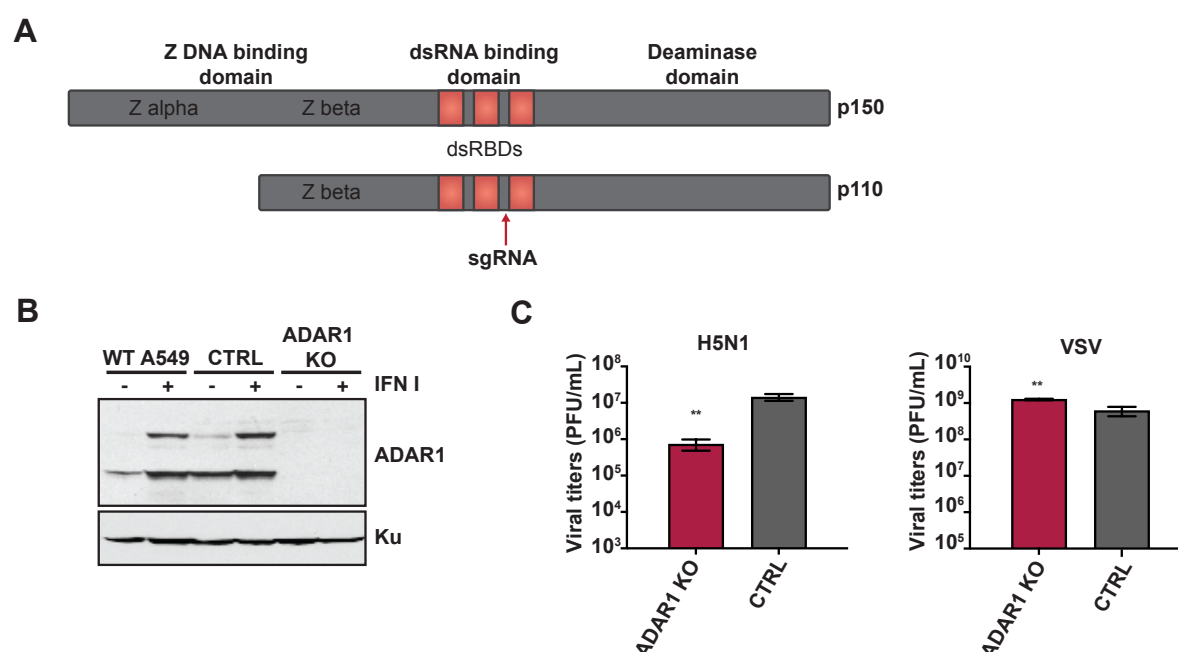 A
Z DNA binding
domain
dsRNA binding
domain
Deaminase
domain
Z alpha
Z beta
p150
dsRBDs
Z beta
p110
sgRNA
B
WT A549
CTRL
ADAR1
KO
- + - + - + IFN I
ADAR1
Ku
C
H5N1
Viral titers (PFU/mL)
10⁸
10⁷
10⁶
10⁵
10⁴
10³
**
ADAR1 KO
CTRL
VSV
Viral titers (PFU/mL)
10¹⁰
10⁹
10⁸
10⁷
10⁶
10⁵
**
ADAR1 KO
CTRL